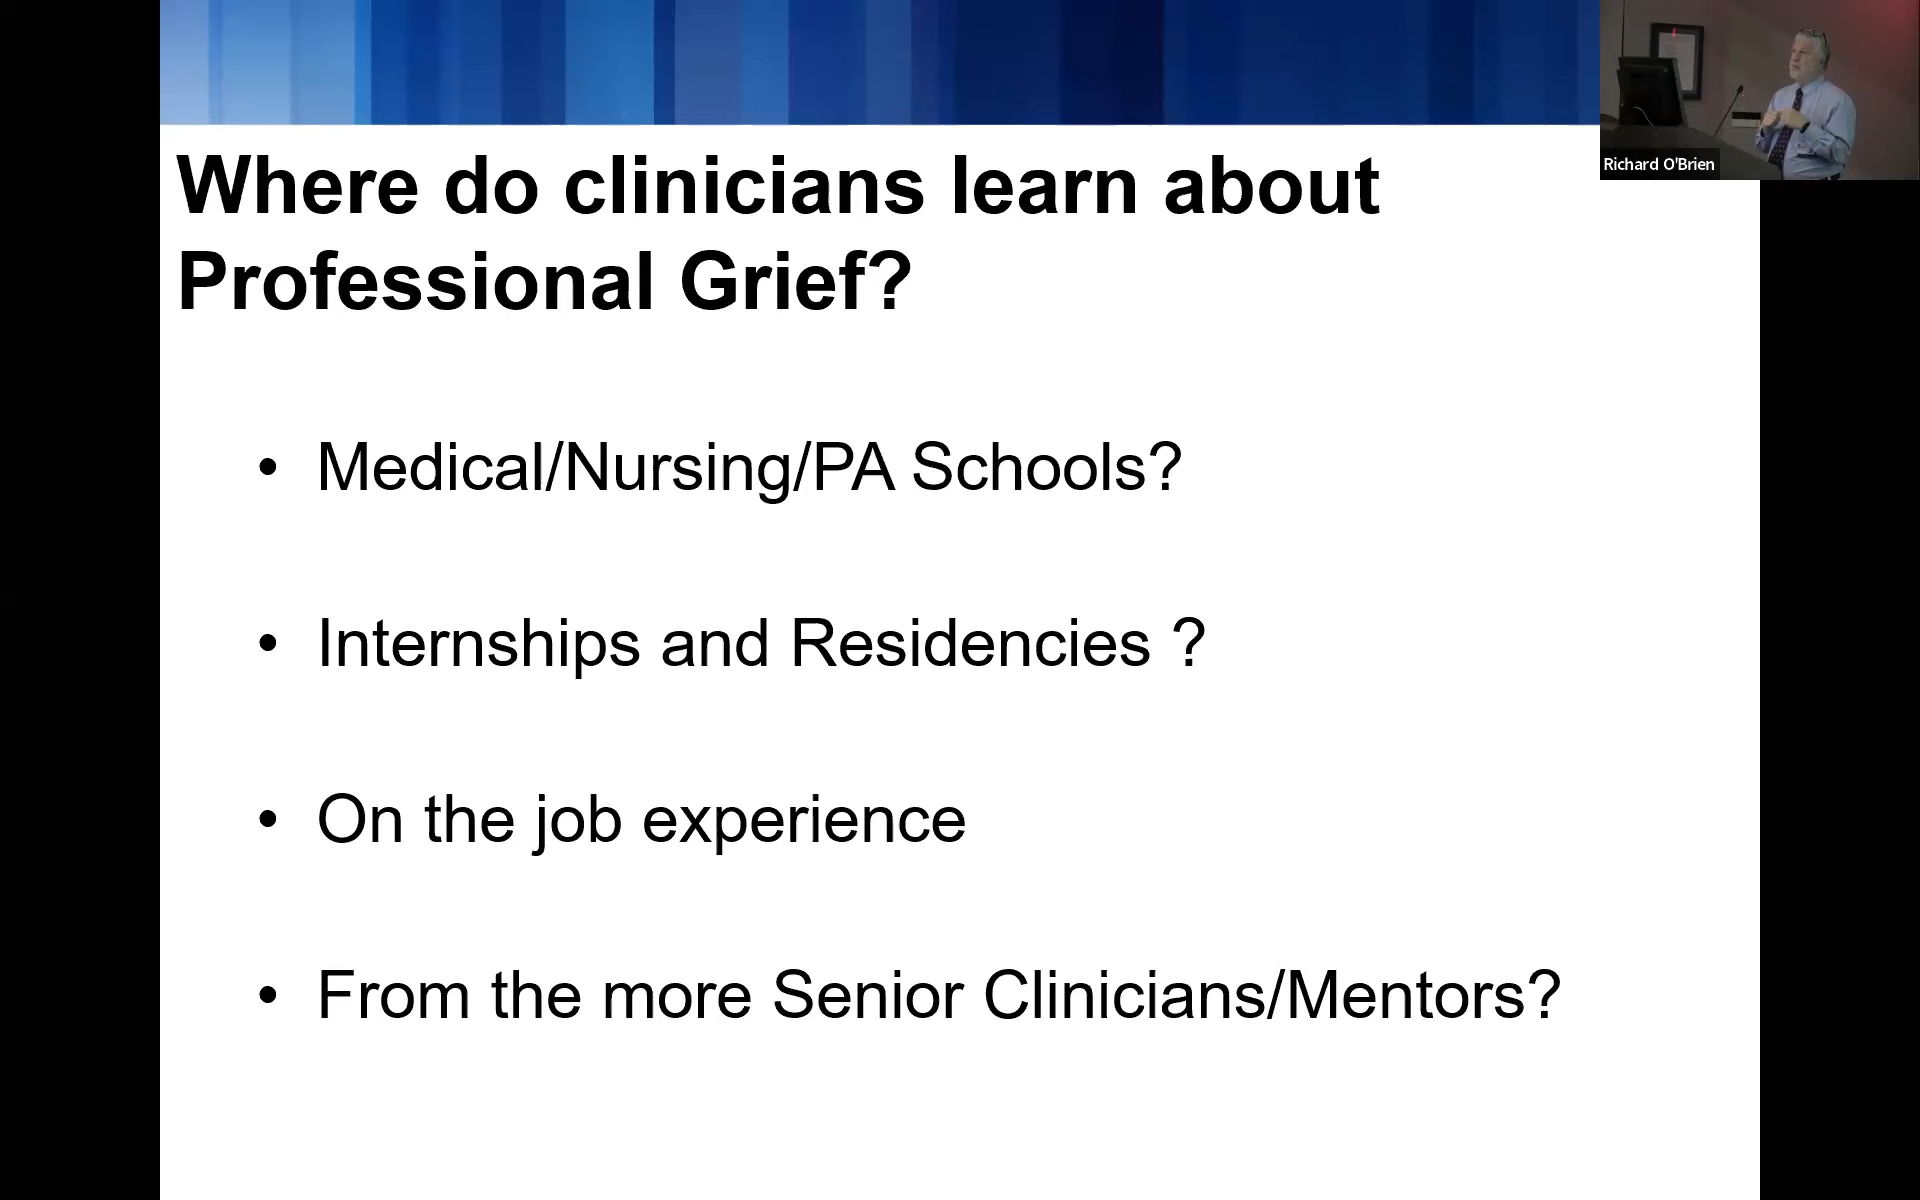 Where do clinicians learn about
Professional Grief?
• Medical/Nursing/PA Schools?
• Internships and Residencies ?
• On the job experience
• From the more Senior Clinicians/Mentors?
Richard O'Brien